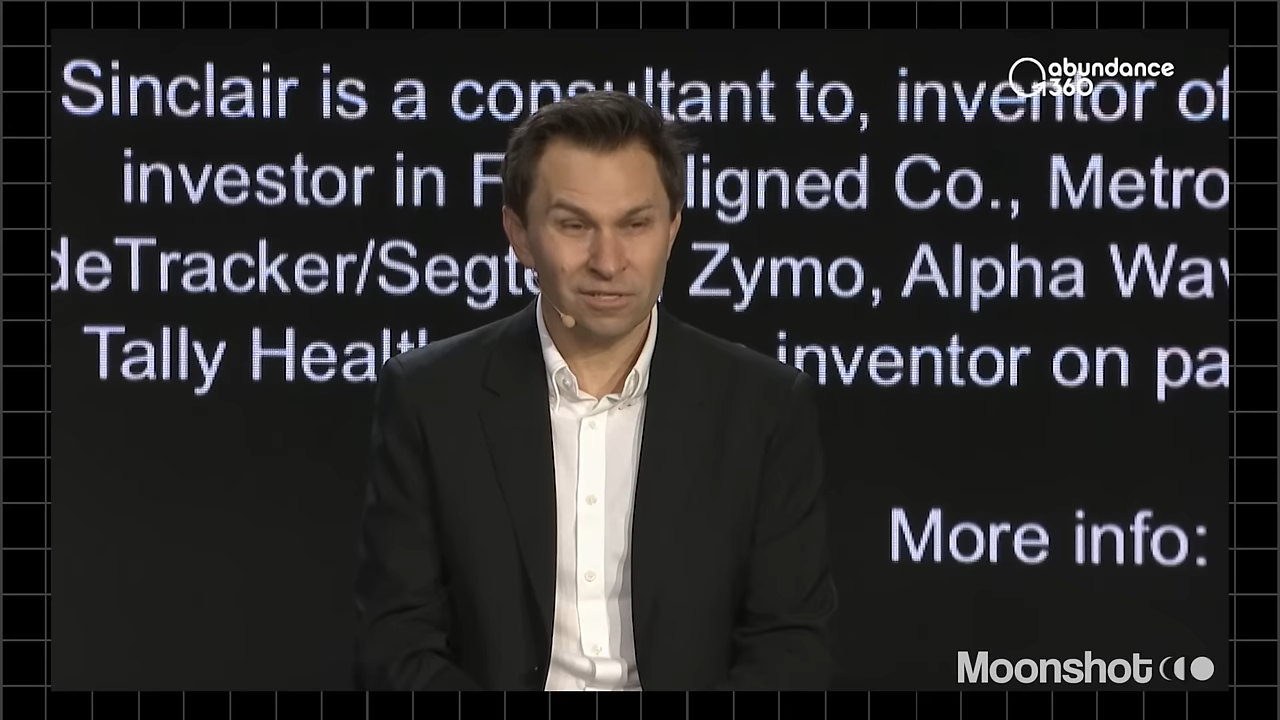 abundance
360
Sinclair is a consultant to, inventor of
investor in F ligned Co., Metro
deTracker/Segte Zymo, Alpha Wav
Tally Healt inventor on pa
More info:
Moonshot